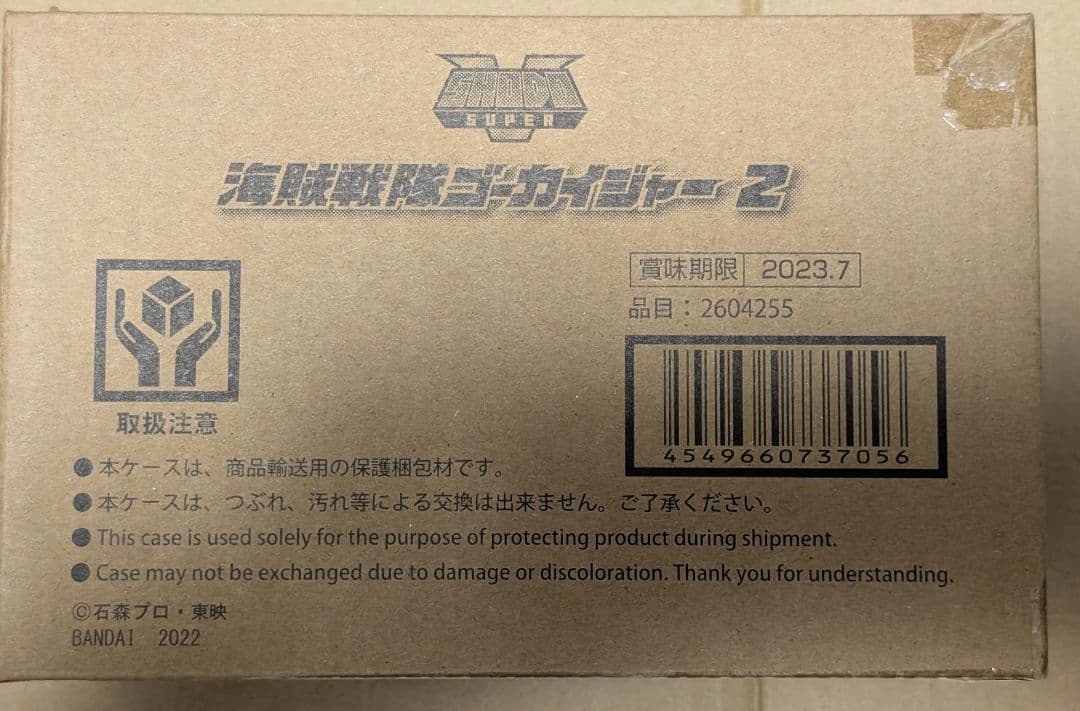 SHODO
SUPER
海賊戦隊ゴーカイジャー 2
賞味期限 2023.7
品目：2604255
4549660737056
取扱注意
●本ケースは、商品輸送用の保護梱包材です。
●本ケースは、つぶれ、汚れ等による交換は出来ません。ご了承ください。
●This case is used solely for the purpose of protecting product during shipment.
●Case may not be exchanged due to damage or discoloration. Thank you for understanding.
©石森プロ・東映
BANDAI 2022